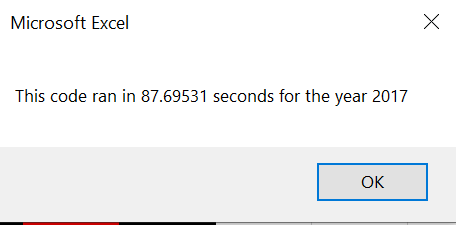 Microsoft Excel
This code ran in 87.69531 seconds for the year 2017
OK